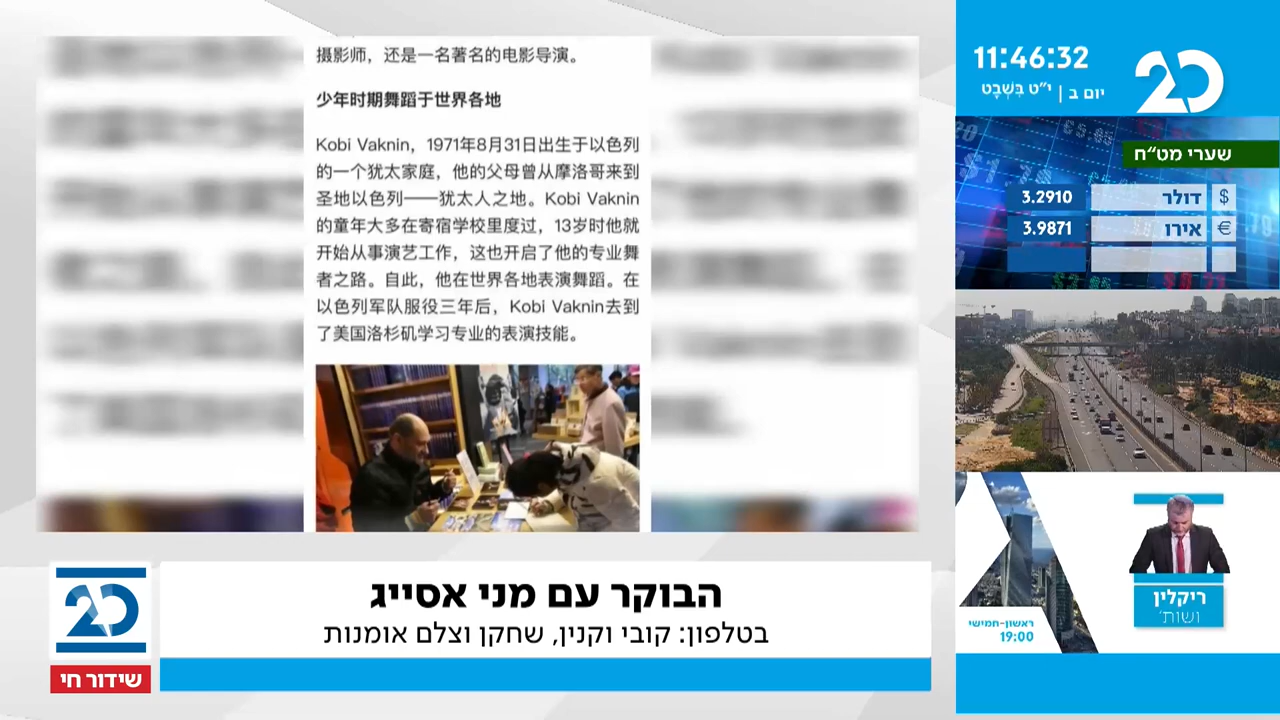 摄影师，还是一名著名的电影导演。
少年时期舞蹈于世界各地
Kobi Vaknin，1971年8月31日出生于以色列
的一个犹太家庭，他的父母曾从摩洛哥来到
圣地以色列——犹太人之地。Kobi Vaknin
的童年大多在寄宿学校里度过，13岁时他就
开始从事演艺工作，这也开启了他的专业舞
者之路。自此，他在世界各地表演舞蹈。在
以色列军队服役三年后，Kobi Vaknin去到
了美国洛杉矶学习专业的表演技能。
11:46:32
יום ב | י"ט בִּשְׁבָט
20
שערי מט"ח
$ דולר 3.2910
€ אירו 3.9871
ריקלין
ושות'
ראשון-חמישי
19:00
20
שידור חי
הבוקר עם מני אסייג
בטלפון: קובי וקנין, שחקן וצלם אומנות